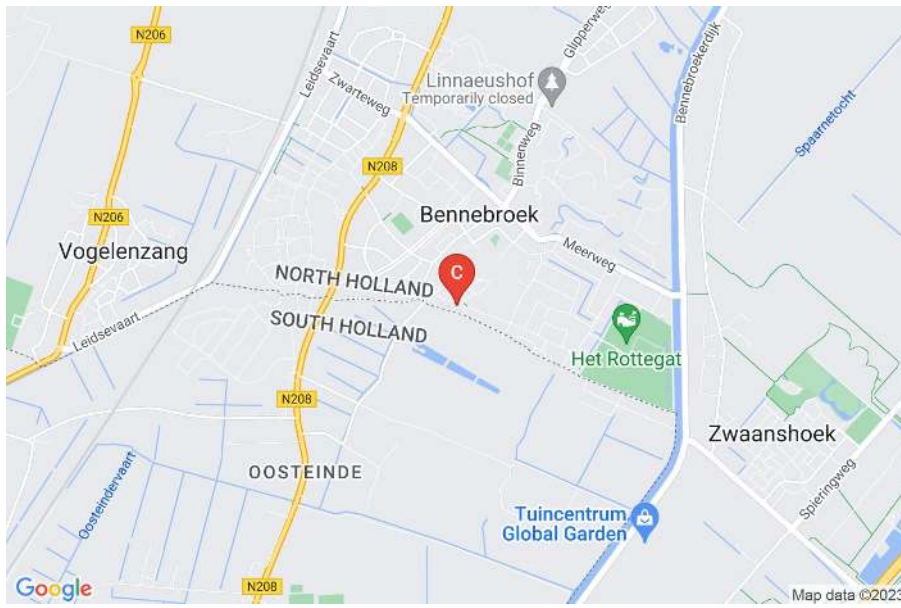 N206
Leidsevaart
Zwarteweg
Glipperweg
Bennebroekerdijk
Linnaeushof
Temporarily closed
Spaarnetocht
N208
Binnenweg
N206
Bennebroek
Vogelenzang
Meerweg
C
NORTH HOLLAND
SOUTH HOLLAND
Leidsevaart
Het Rottegat
N208
Zwaanshoek
OOSTEINDE
Oosteindervaart
Spieringweg
Tuincentrum
Global Garden
N208
Google
Map data ©2023